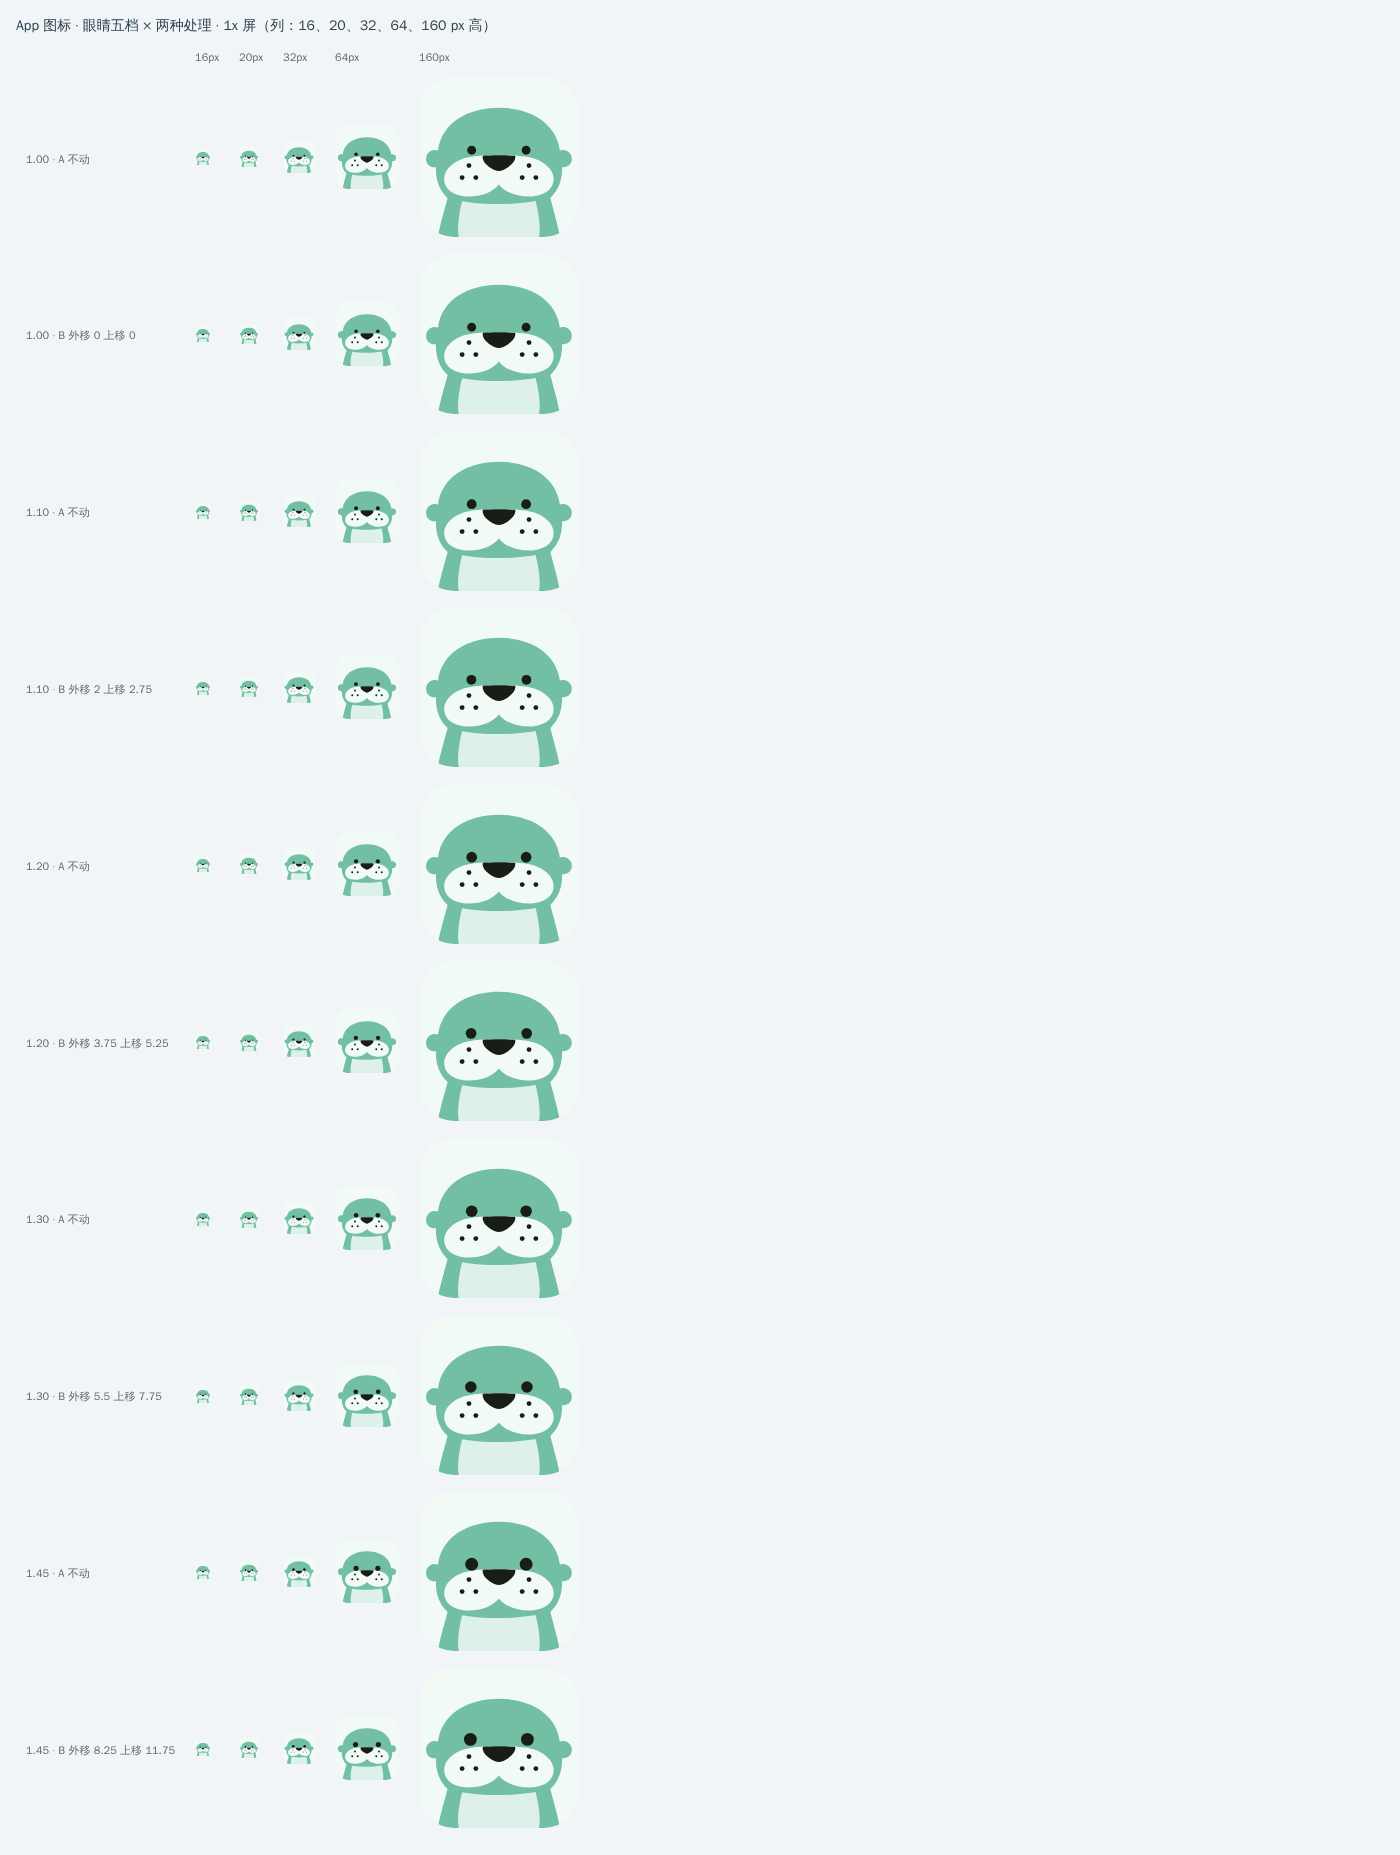 App 图标 · 眼睛五档 × 两种处理 · 1x 屏（列：16、20、32、64、160 px 高）
16px 20px 32px 64px 160px
1.00 · A 不动
1.00 · B 外移 0 上移 0
1.10 · A 不动
1.10 · B 外移 2 上移 2.75
1.20 · A 不动
1.20 · B 外移 3.75 上移 5.25
1.30 · A 不动
1.30 · B 外移 5.5 上移 7.75
1.45 · A 不动
1.45 · B 外移 8.25 上移 11.75